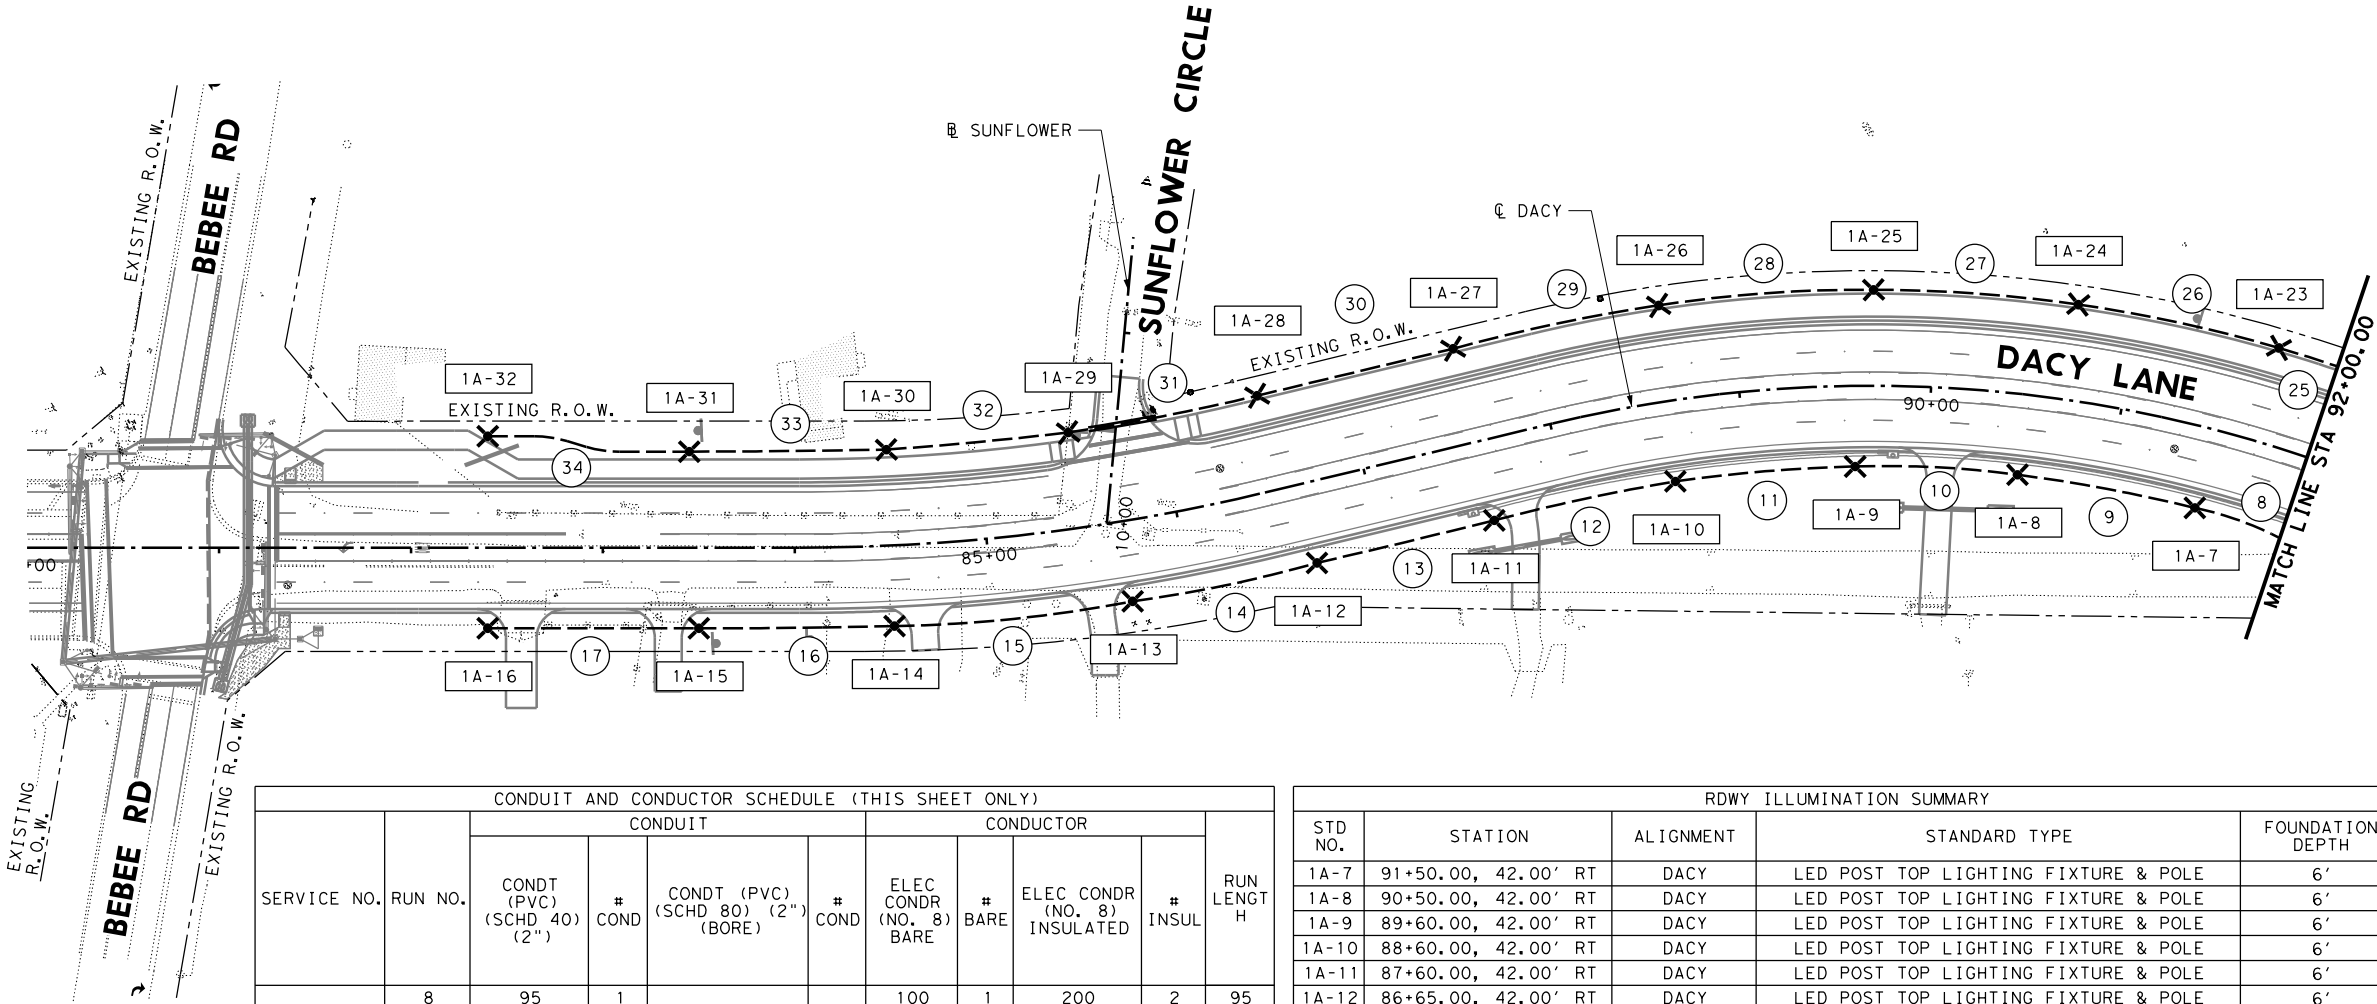 SUNFLOWER CIRCLE
EXISTING R.O.W.
BEBEE RD
℄ SUNFLOWER
℄ DACY
1A-26
28
1A-25
27
1A-24
1A-28
30
1A-27
29
26
1A-23
EXISTING R.O.W.
DACY LANE
25
90+00
MATCH LINE STA 92+00.00
1A-32
1A-31
33
1A-30
32
1A-29
31
EXISTING R.O.W.
34
10+00
85+00
+00
8
11
1A-9
10
1A-8
9
1A-7
12
1A-10
13
1A-11
14
1A-12
15
1A-13
1A-16
17
1A-15
16
1A-14
EXISTING
R.O.W.
BEBEE RD
EXISTING R.O.W.
CONDUIT AND CONDUCTOR SCHEDULE (THIS SHEET ONLY)
SERVICE NO. RUN NO. CONDUIT CONDUCTOR RUN LENGTH
CONDT (PVC) (SCHD 40) (2") # COND CONDT (PVC) (SCHD 80) (2") (BORE) # COND ELEC CONDR (NO. 8) BARE # BARE ELEC CONDR (NO. 8) INSULATED # INSUL
8 95 1 100 1 200 2 95
RDWY ILLUMINATION SUMMARY
STD NO. STATION ALIGNMENT STANDARD TYPE FOUNDATION DEPTH
1A-7 91+50.00, 42.00' RT DACY LED POST TOP LIGHTING FIXTURE & POLE 6'
1A-8 90+50.00, 42.00' RT DACY LED POST TOP LIGHTING FIXTURE & POLE 6'
1A-9 89+60.00, 42.00' RT DACY LED POST TOP LIGHTING FIXTURE & POLE 6'
1A-10 88+60.00, 42.00' RT DACY LED POST TOP LIGHTING FIXTURE & POLE 6'
1A-11 87+60.00, 42.00' RT DACY LED POST TOP LIGHTING FIXTURE & POLE 6'
1A-12 86+65.00, 42.00' RT DACY LED POST TOP LIGHTING FIXTURE & POLE 6'